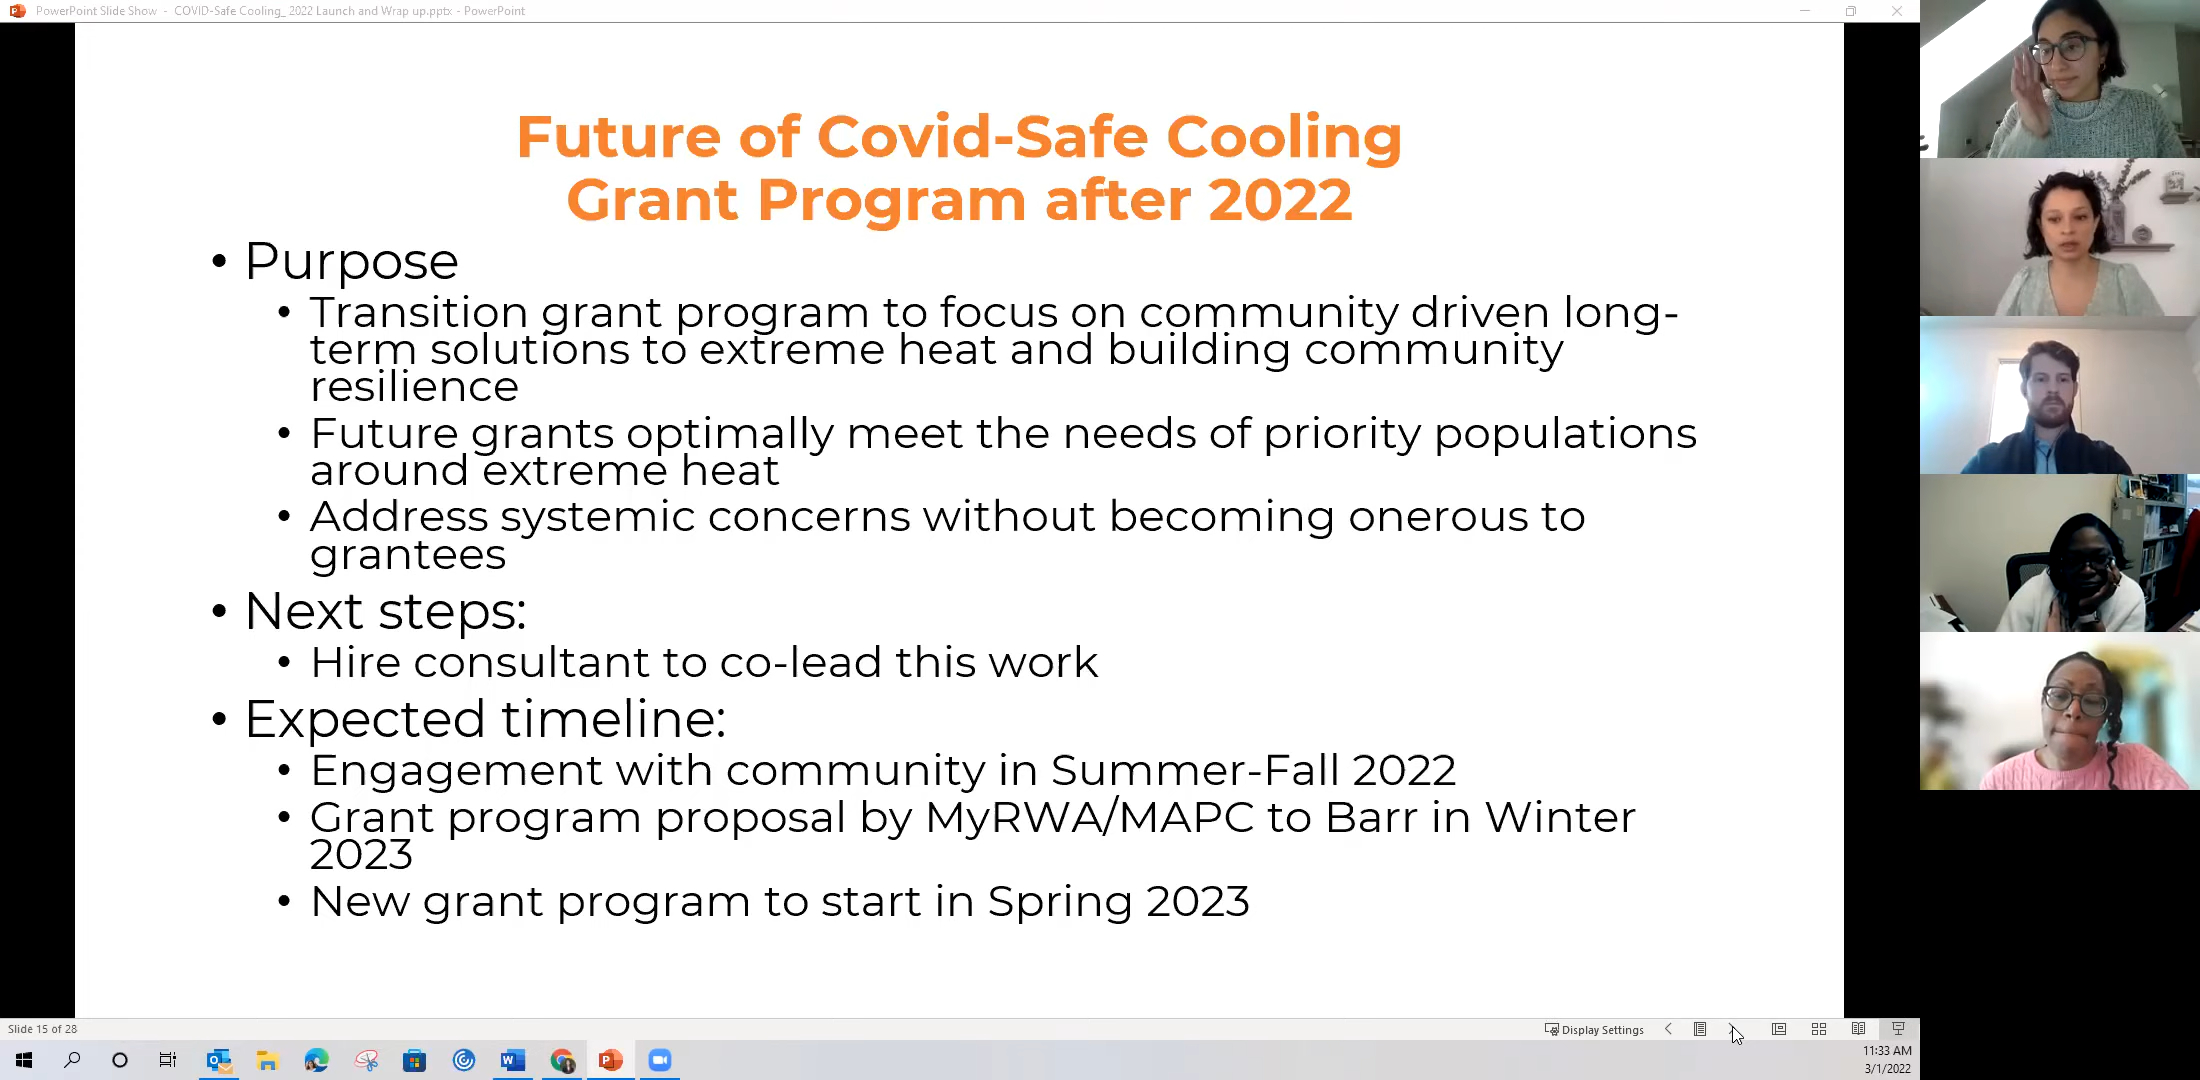 PowerPoint Slide Show - COVID-Safe Cooling_ 2022 Launch and Wrap up.pptx - PowerPoint
Future of Covid-Safe Cooling
Grant Program after 2022
• Purpose
• Transition grant program to focus on community driven long-
term solutions to extreme heat and building community
resilience
• Future grants optimally meet the needs of priority populations
around extreme heat
• Address systemic concerns without becoming onerous to
grantees
• Next steps:
• Hire consultant to co-lead this work
• Expected timeline:
• Engagement with community in Summer-Fall 2022
• Grant program proposal by MyRWA/MAPC to Barr in Winter
2023
• New grant program to start in Spring 2023
Slide 15 of 28
Display Settings
11:33 AM
3/1/2022